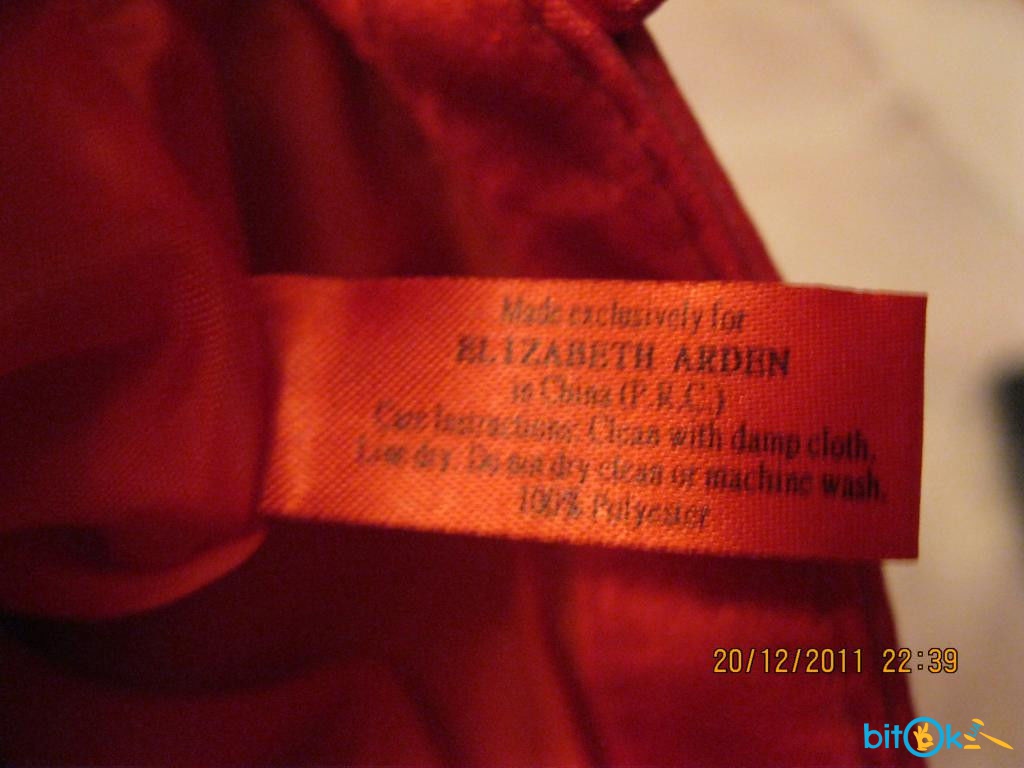 Made exclusively for
ELIZABETH ARDEN
in China (P.R.C.)
Care Instructions: Clean with damp cloth.
Line dry. Do not dry clean or machine wash.
100% Polyester
20/12/2011 22:39
bitOk